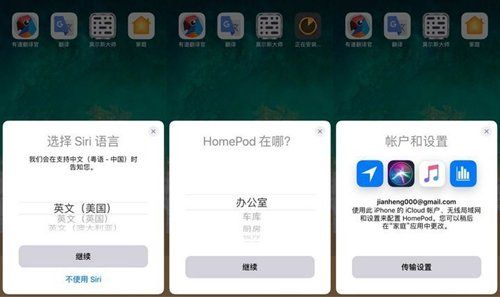 有道翻译官
翻译
莫尔斯大师
家庭
选择 Siri 语言
我们会在支持中文（粤语 - 中国）时
告知您。
英文（美国）
英文（英国）
英文（澳大利亚）
继续
不使用 Siri
有道翻译官
翻译
莫尔斯大师
正在安装...
HomePod 在哪？
办公室
车库
厨房
继续
有道翻译官
翻译
莫尔斯大师
家庭
帐户和设置
jianheng000@gmail.com
使用此 iPhone 的 iCloud 帐户、无线局域网
和设置来配置 HomePod。您可以稍后
在“家庭”应用中更改。
传输设置